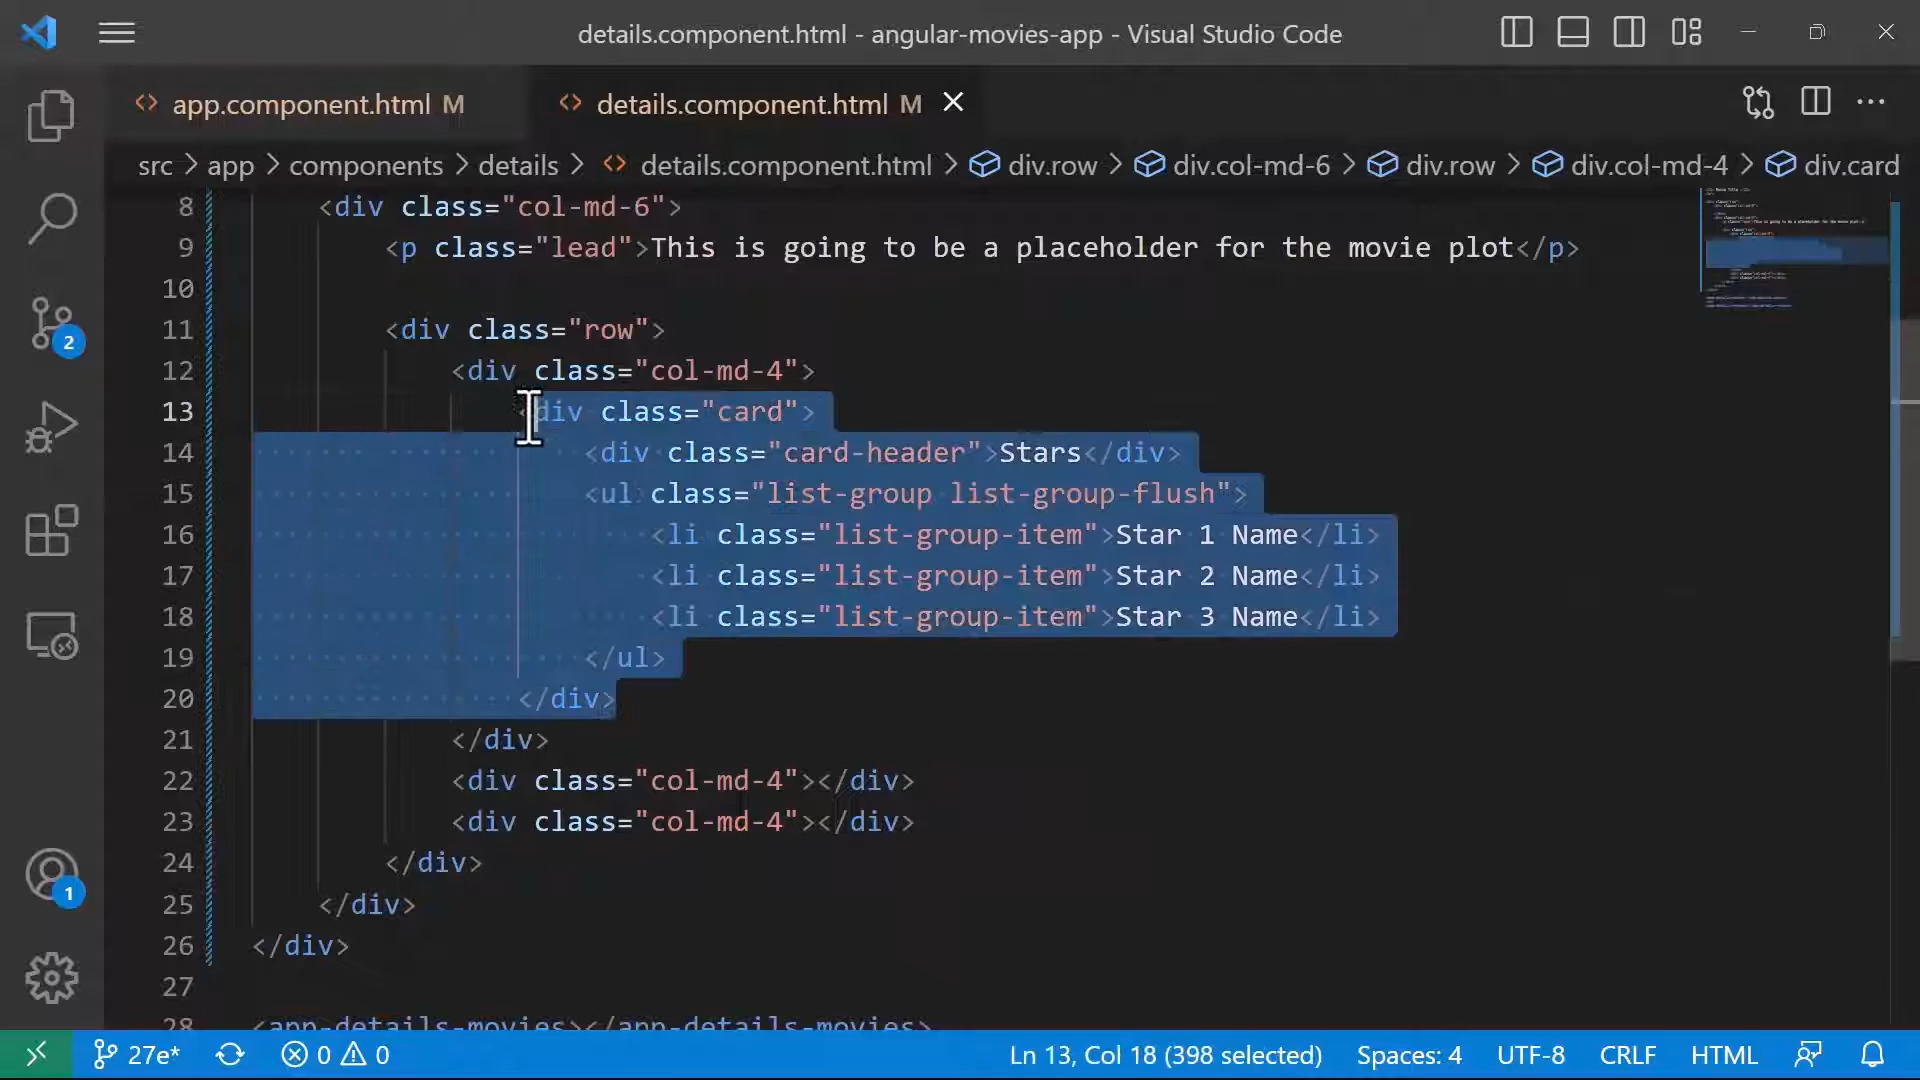 details.component.html - angular-movies-app - Visual Studio Code
app.component.html M
details.component.html M
src > app > components > details > details.component.html > div.row > div.col-md-6 > div.row > div.col-md-4 > div.card
8 <div class="col-md-6">
9 <p class="lead">This is going to be a placeholder for the movie plot</p>
10
11 <div class="row">
12 <div class="col-md-4">
13 <div class="card">
14 <div class="card-header">Stars</div>
15 <ul class="list-group list-group-flush">
16 <li class="list-group-item">Star 1 Name</li>
17 <li class="list-group-item">Star 2 Name</li>
18 <li class="list-group-item">Star 3 Name</li>
19 </ul>
20 </div>
21 </div>
22 <div class="col-md-4"></div>
23 <div class="col-md-4"></div>
24 </div>
25 </div>
26 </div>
27
28 <app-details-movies></app-details-movies>
2
1
27e* 0 0 Ln 13, Col 18 (398 selected) Spaces: 4 UTF-8 CRLF HTML